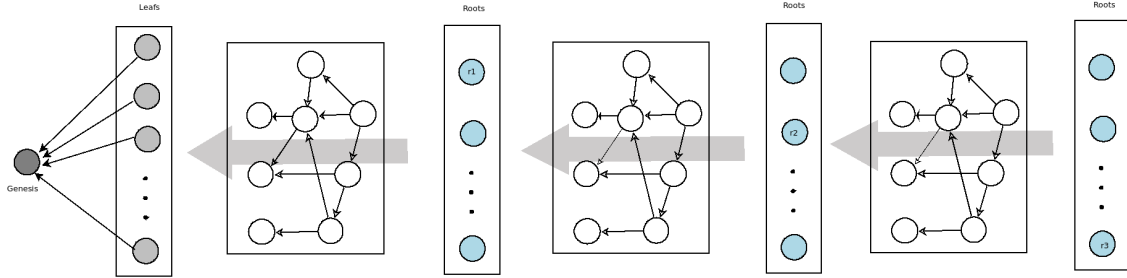 Leafs
Roots
Roots
Roots
r1
r2
r3
Genesis